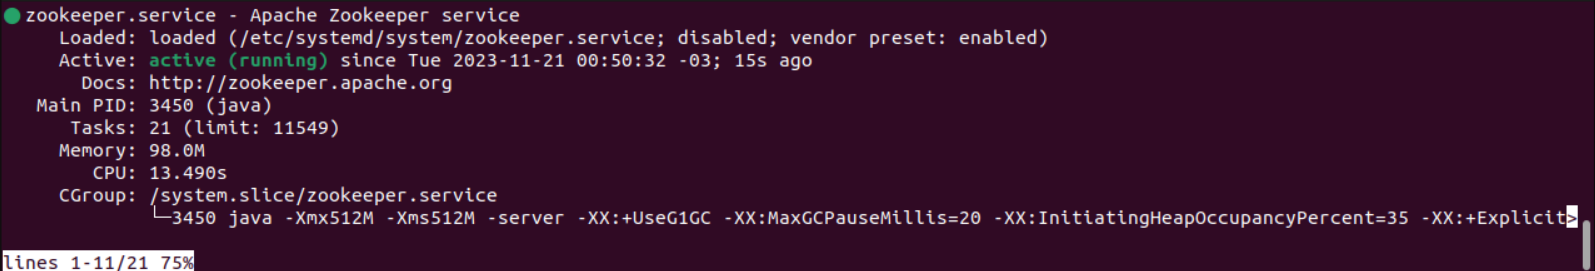 ● zookeeper.service - Apache Zookeeper service
Loaded: loaded (/etc/systemd/system/zookeeper.service; disabled; vendor preset: enabled)
Active: active (running) since Tue 2023-11-21 00:50:32 -03; 15s ago
Docs: http://zookeeper.apache.org
Main PID: 3450 (java)
Tasks: 21 (limit: 11549)
Memory: 98.0M
CPU: 13.490s
CGroup: /system.slice/zookeeper.service
└─3450 java -Xmx512M -Xms512M -server -XX:+UseG1GC -XX:MaxGCPauseMillis=20 -XX:InitiatingHeapOccupancyPercent=35 -XX:+Explicit>
lines 1-11/21 75%